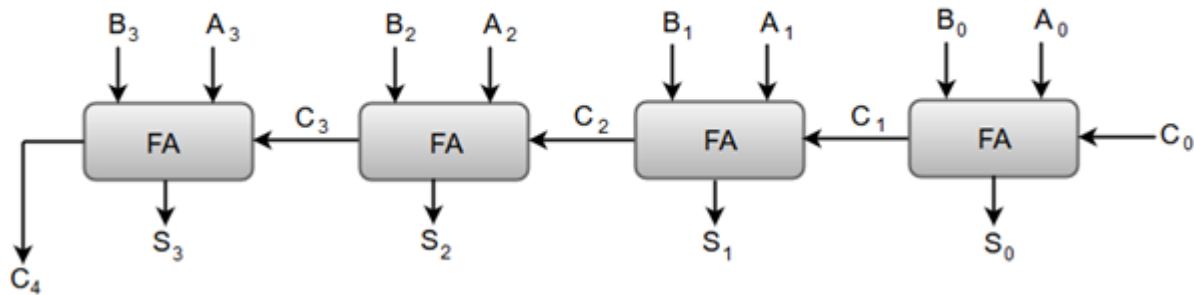 B₃ A₃ B₂ A₂ B₁ A₁ B₀ A₀
FA C₃ FA C₂ FA C₁ FA C₀
S₃ S₂ S₁ S₀
C₄